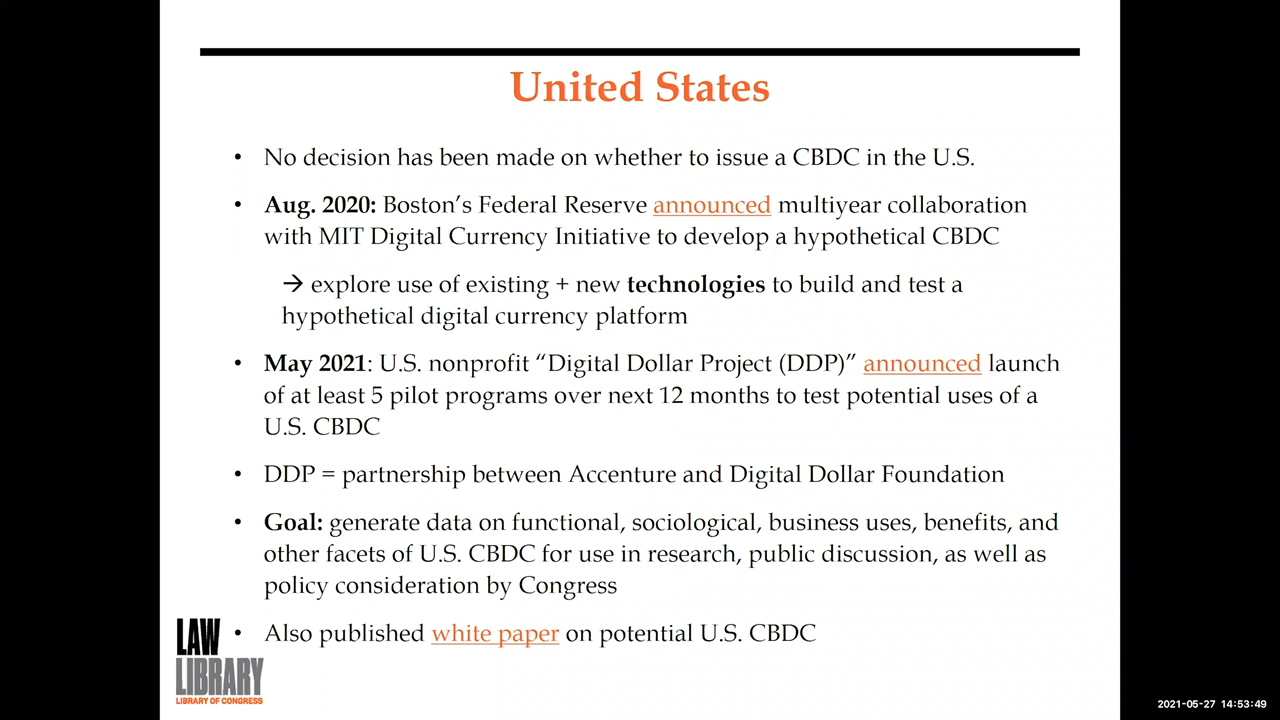 United States
• No decision has been made on whether to issue a CBDC in the U.S.
• Aug. 2020: Boston’s Federal Reserve announced multiyear collaboration
with MIT Digital Currency Initiative to develop a hypothetical CBDC
→ explore use of existing + new technologies to build and test a
hypothetical digital currency platform
• May 2021: U.S. nonprofit “Digital Dollar Project (DDP)” announced launch
of at least 5 pilot programs over next 12 months to test potential uses of a
U.S. CBDC
• DDP = partnership between Accenture and Digital Dollar Foundation
• Goal: generate data on functional, sociological, business uses, benefits, and
other facets of U.S. CBDC for use in research, public discussion, as well as
policy consideration by Congress
• Also published white paper on potential U.S. CBDC
LAW
LIBRARY
LIBRARY OF CONGRESS
2021-05-27 14:53:49